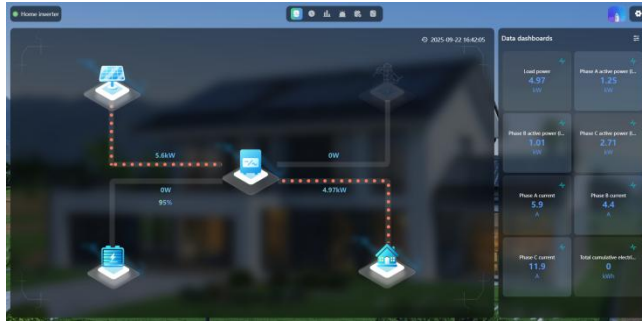 Home inverter
2025-09-22 16:42:05
5.6kW
0W
0W
95%
4.97kW
Data dashboards
Load power
4.97
kW
Phase A active power (L...
1.25
kW
Phase B active power (L...
1.01
kW
Phase C active power (L...
2.71
kW
Phase A current
5.9
A
Phase B current
4.4
A
Phase C current
11.9
A
Total cumulative electri...
0
kWh